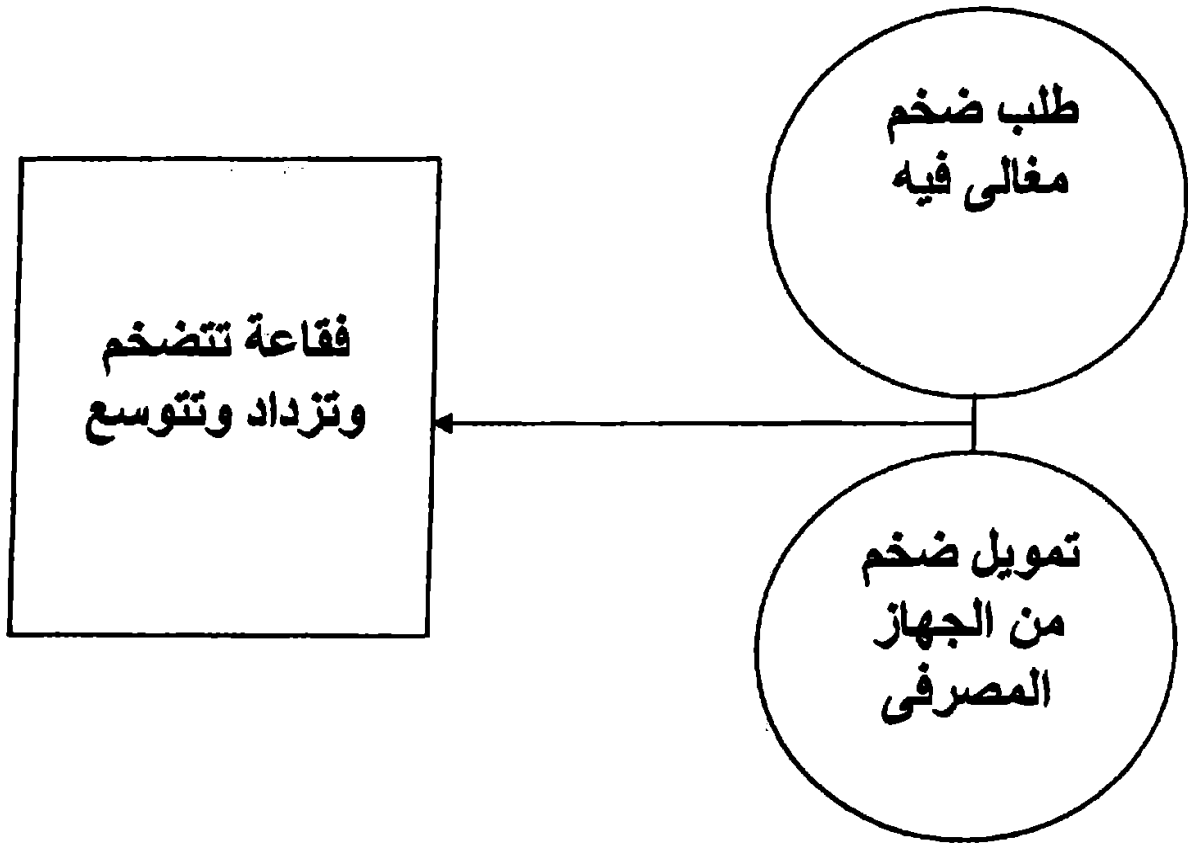 طلب ضخم
مغالى فيه
فقاعة تتضخم
وتزداد وتتوسع
تمويل ضخم
من الجهاز
المصرفى